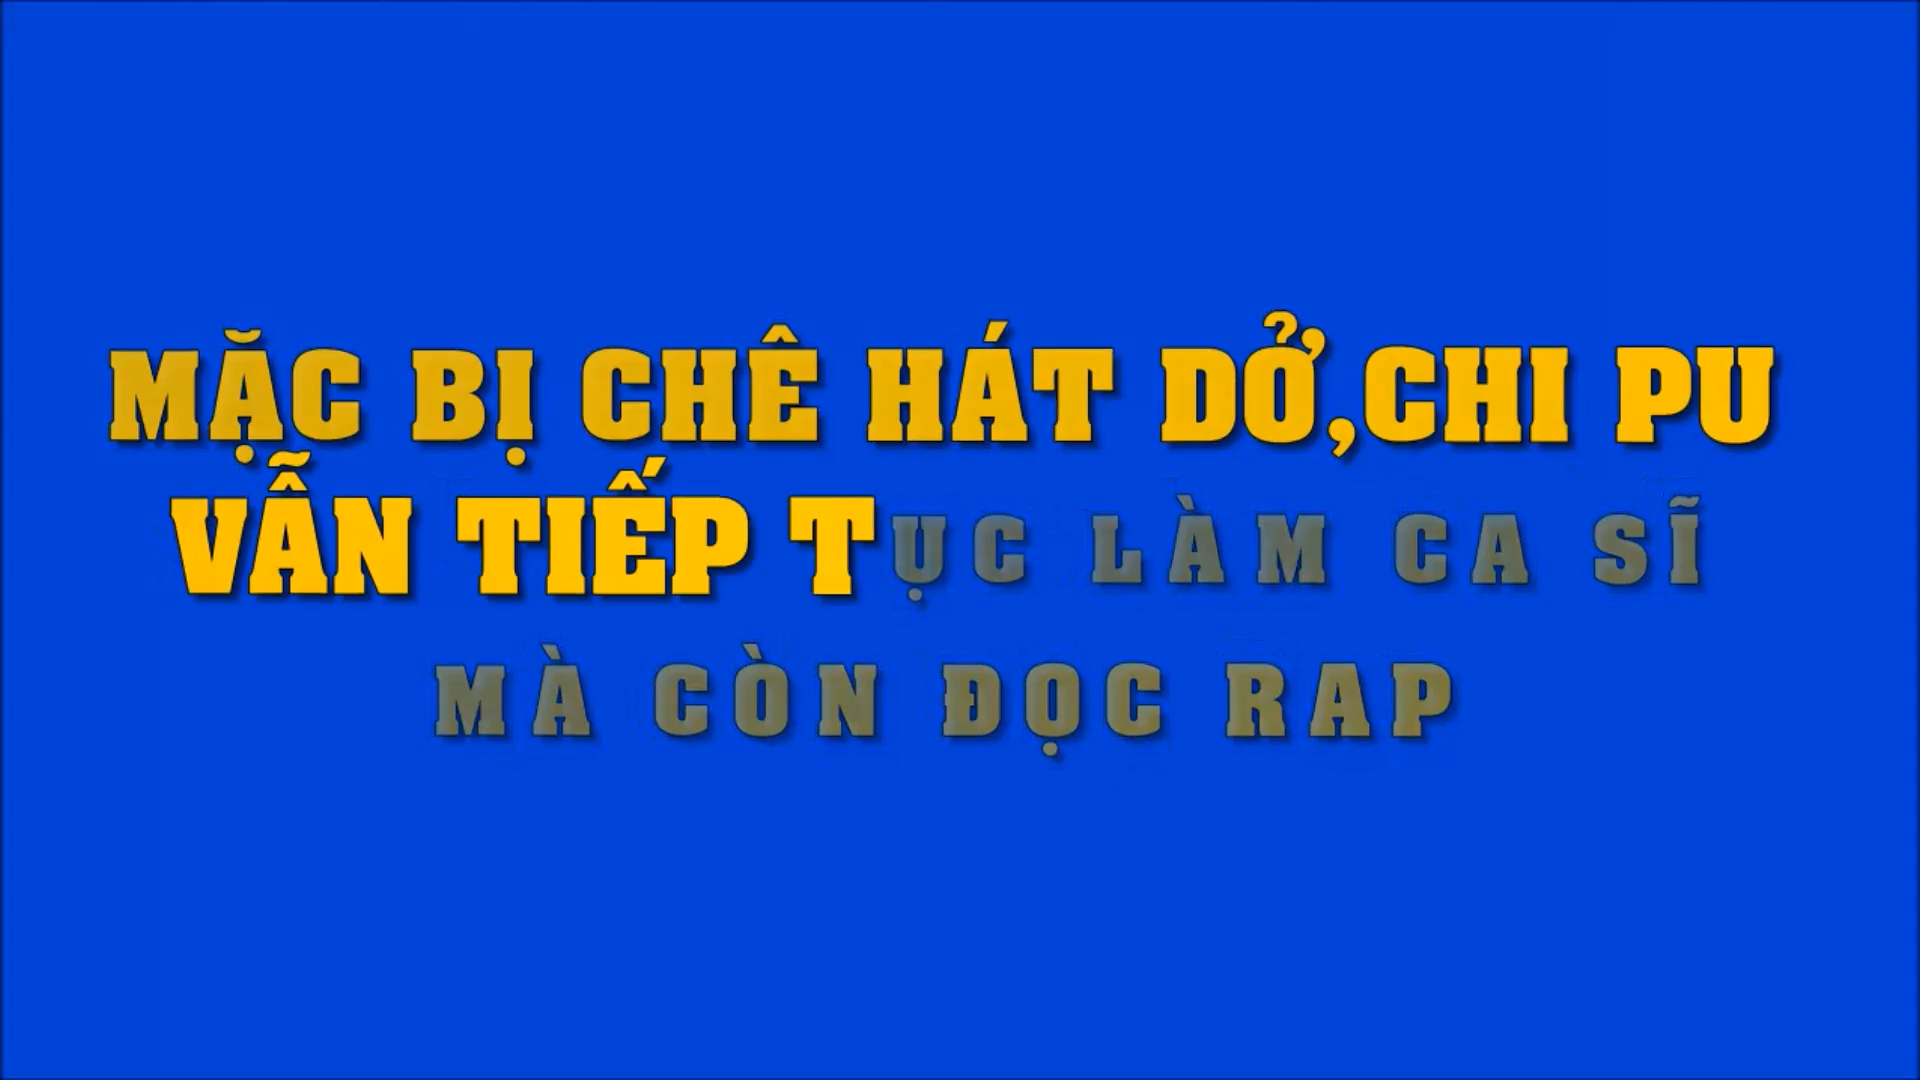 MẶC BỊ CHÊ HÁT DỞ,CHI PU
VẪN TIẾP TỤC LÀM CA SĨ
MÀ CÒN ĐỌC RAP